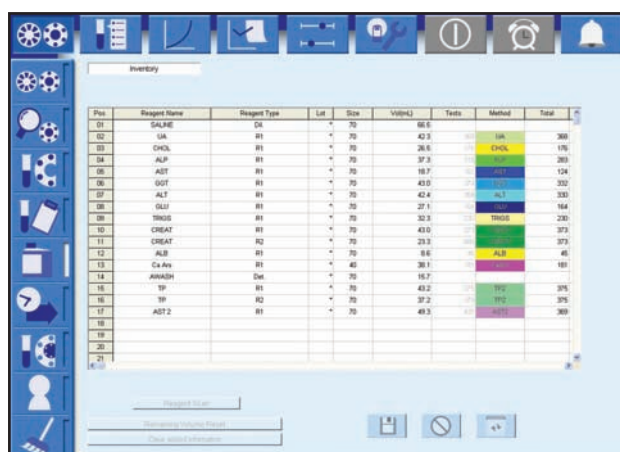 Inventory
Pos Reagent Name Reagent Type Lot Size Vol(mL) Tests Method Total
01 SALINE Dil * 70 66.5
02 UA R1 * 70 42.3 UA 368
03 CHOL R1 * 70 26.5 CHOL 176
04 ALP R1 * 70 37.3 ALP 283
05 AST R1 * 70 18.7 AST 124
06 GGT R1 * 70 43.0 332
07 ALT R1 * 70 42.4 ALT 330
08 GLU R1 * 70 27.1 GLU 164
09 TRIGS R1 * 70 32.3 TRIGS 230
10 CREAT R1 * 70 43.0 373
11 CREAT R2 * 70 23.3 373
12 ALB R1 * 70 8.6 ALB 45
13 Ca Ars R1 * 40 38.1 181
14 AWASH Det. * 70 15.7
15 TP R1 * 70 43.2 TP2 375
16 TP R2 * 70 37.2 TP2 375
17 AST 2 R1 * 70 49.3 AST2 369
18
19
20
21
Reagent Scan
Remaining Volume Reset
Clear added information